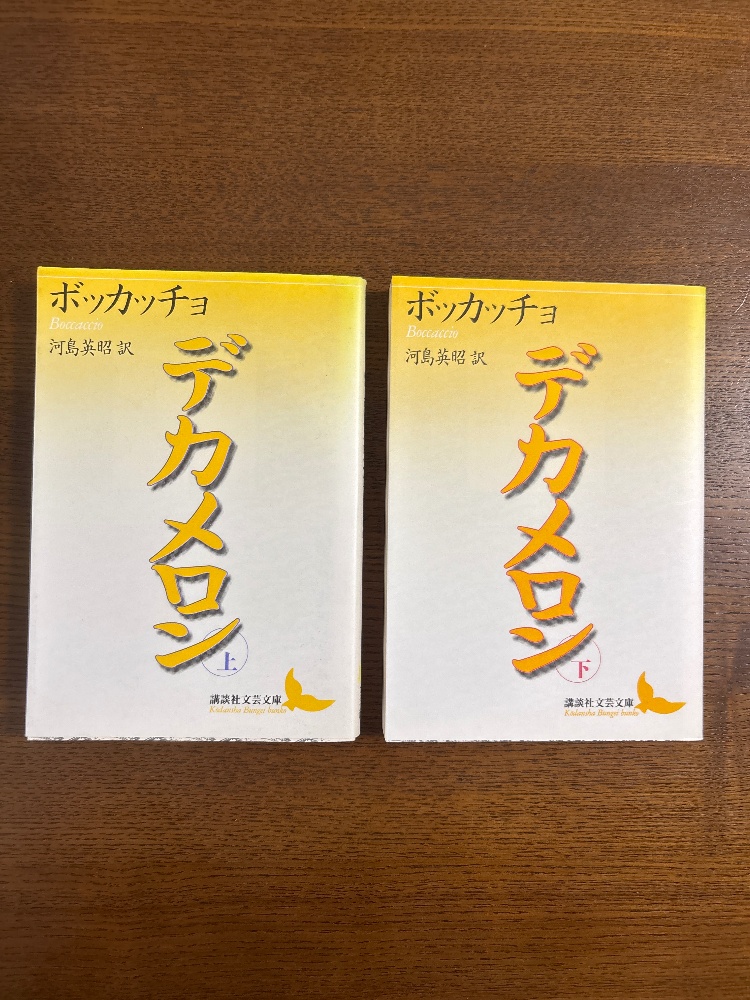 ボッカッチョ
Boccaccio
河島英昭 訳
デカメロン
上
講談社文芸文庫
Kodansha Bungei bunko
ボッカッチョ
Boccaccio
河島英昭 訳
デカメロン
下
講談社文芸文庫
Kodansha Bungei bunko